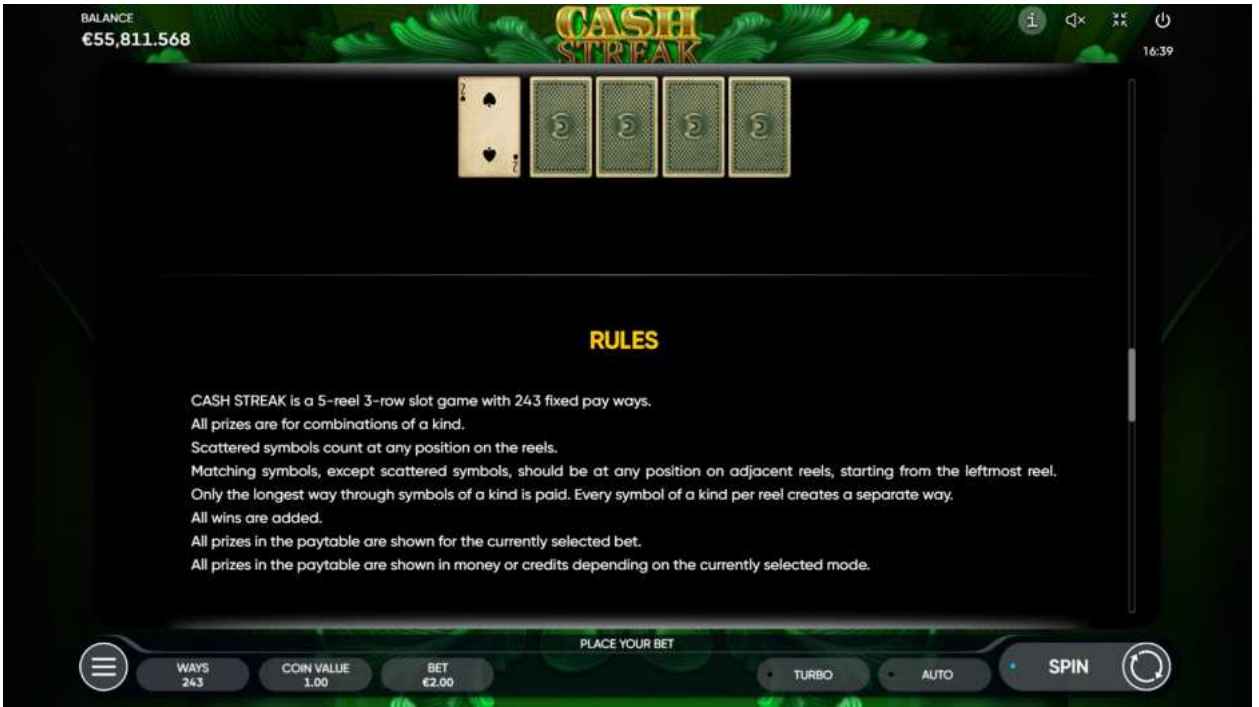 BALANCE
€55,811.568
CASH
STREAK
i
16:39
2
2
RULES
CASH STREAK is a 5-reel 3-row slot game with 243 fixed pay ways.
All prizes are for combinations of a kind.
Scattered symbols count at any position on the reels.
Matching symbols, except scattered symbols, should be at any position on adjacent reels, starting from the leftmost reel.
Only the longest way through symbols of a kind is paid. Every symbol of a kind per reel creates a separate way.
All wins are added.
All prizes in the paytable are shown for the currently selected bet.
All prizes in the paytable are shown in money or credits depending on the currently selected mode.
PLACE YOUR BET
WAYS
243
COIN VALUE
1.00
BET
€2.00
TURBO
AUTO
SPIN